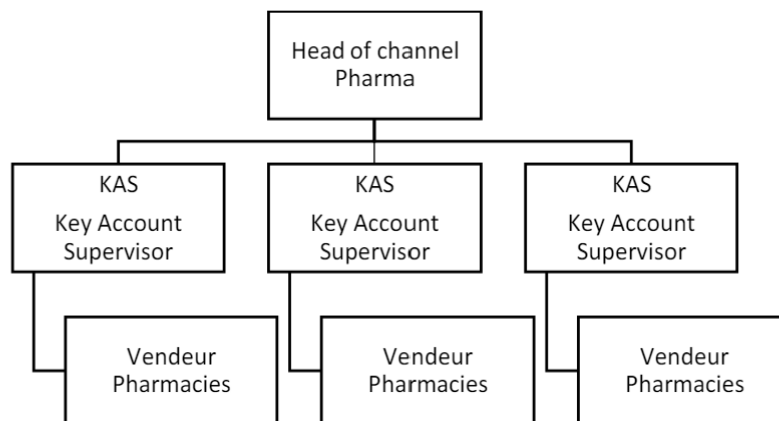 Head of channel
Pharma
KAS
Key Account
Supervisor
KAS
Key Account
Supervisor
KAS
Key Account
Supervisor
Vendeur
Pharmacies
Vendeur
Pharmacies
Vendeur
Pharmacies